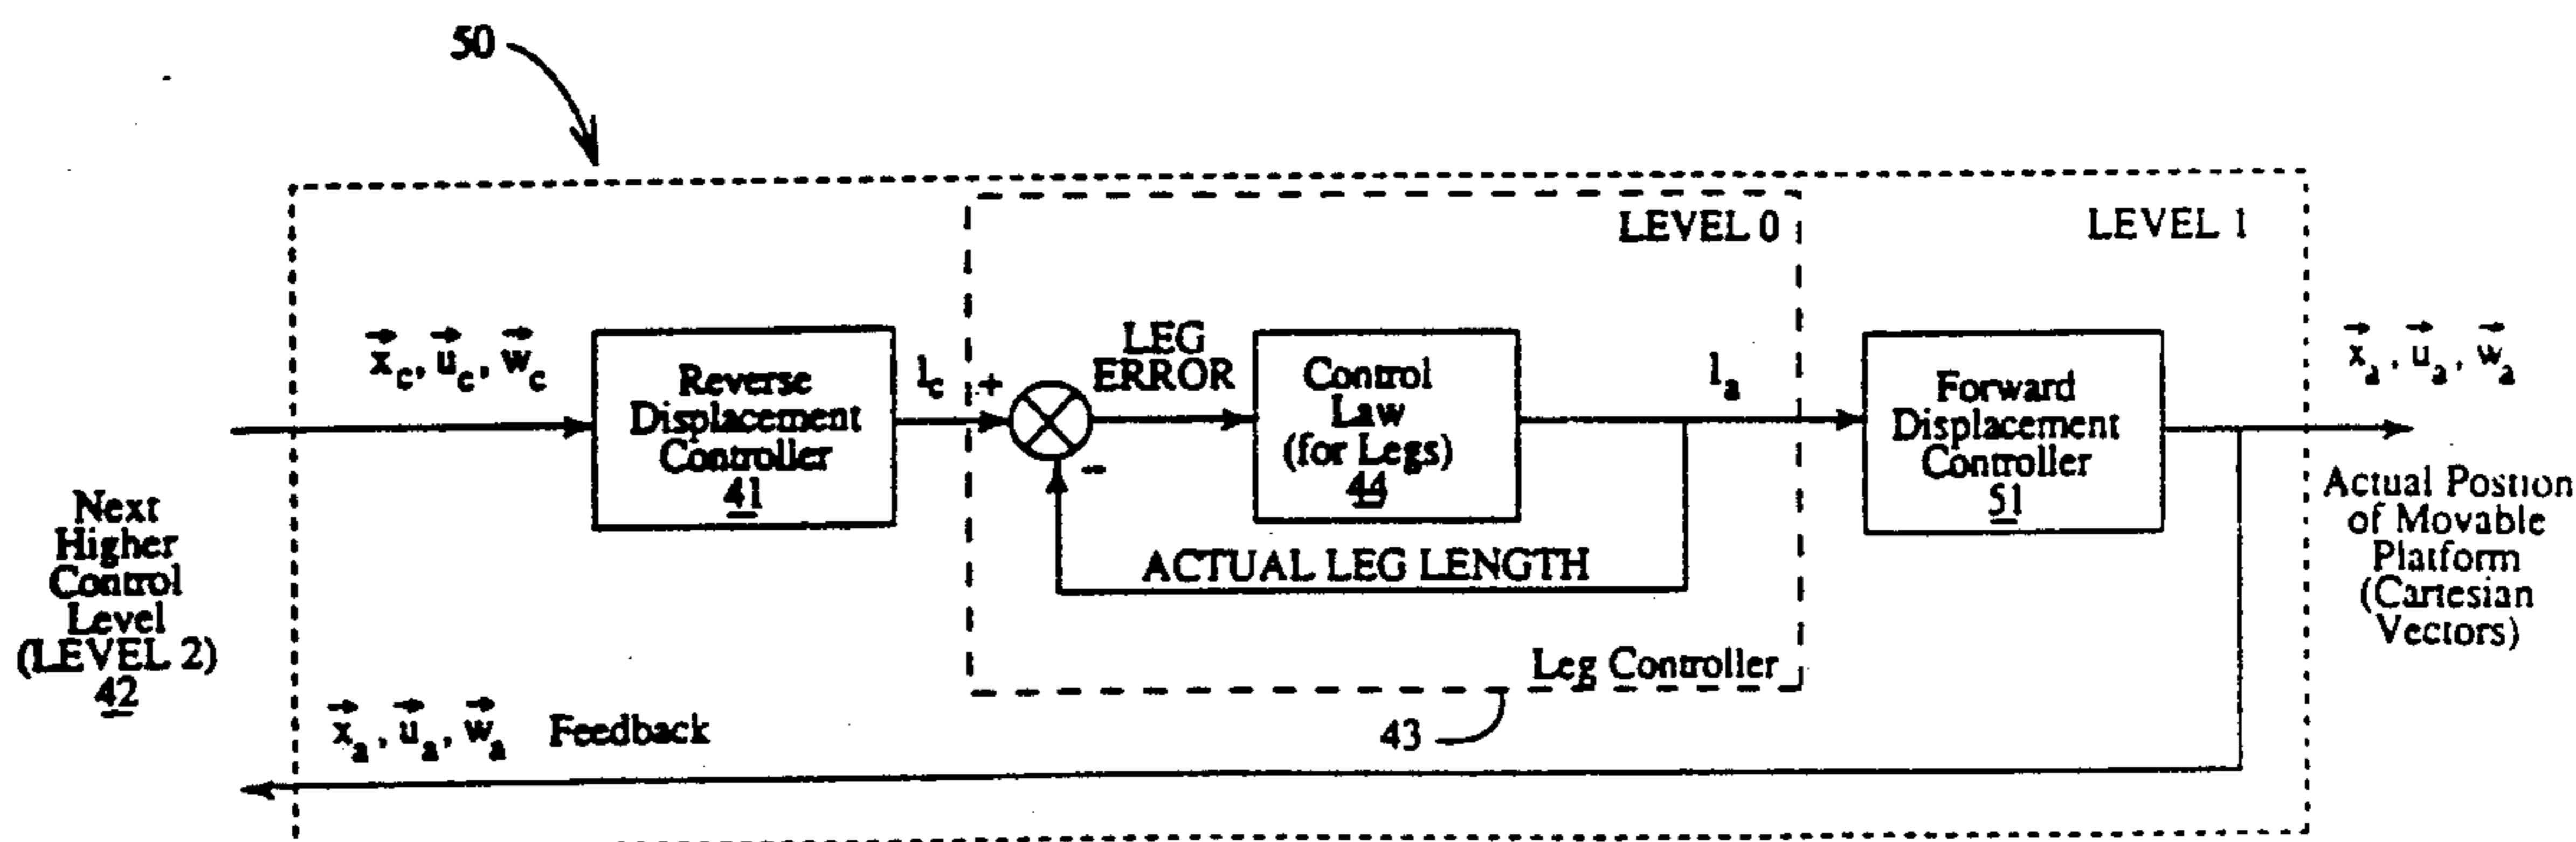 50
LEVEL 0
LEVEL 1
x⃗c, u⃗c, w⃗c
Reverse
Displacement
Controller
41
lc
+
-
LEG
ERROR
Control
Law
(for Legs)
44
la
Forward
Displacement
Controller
51
x⃗a, u⃗a, w⃗a
Actual Postion
of Movable
Platform
(Cartesian
Vectors)
ACTUAL LEG LENGTH
Next
Higher
Control
Level
(LEVEL 2)
42
Leg Controller
43
x⃗a, u⃗a, w⃗a Feedback